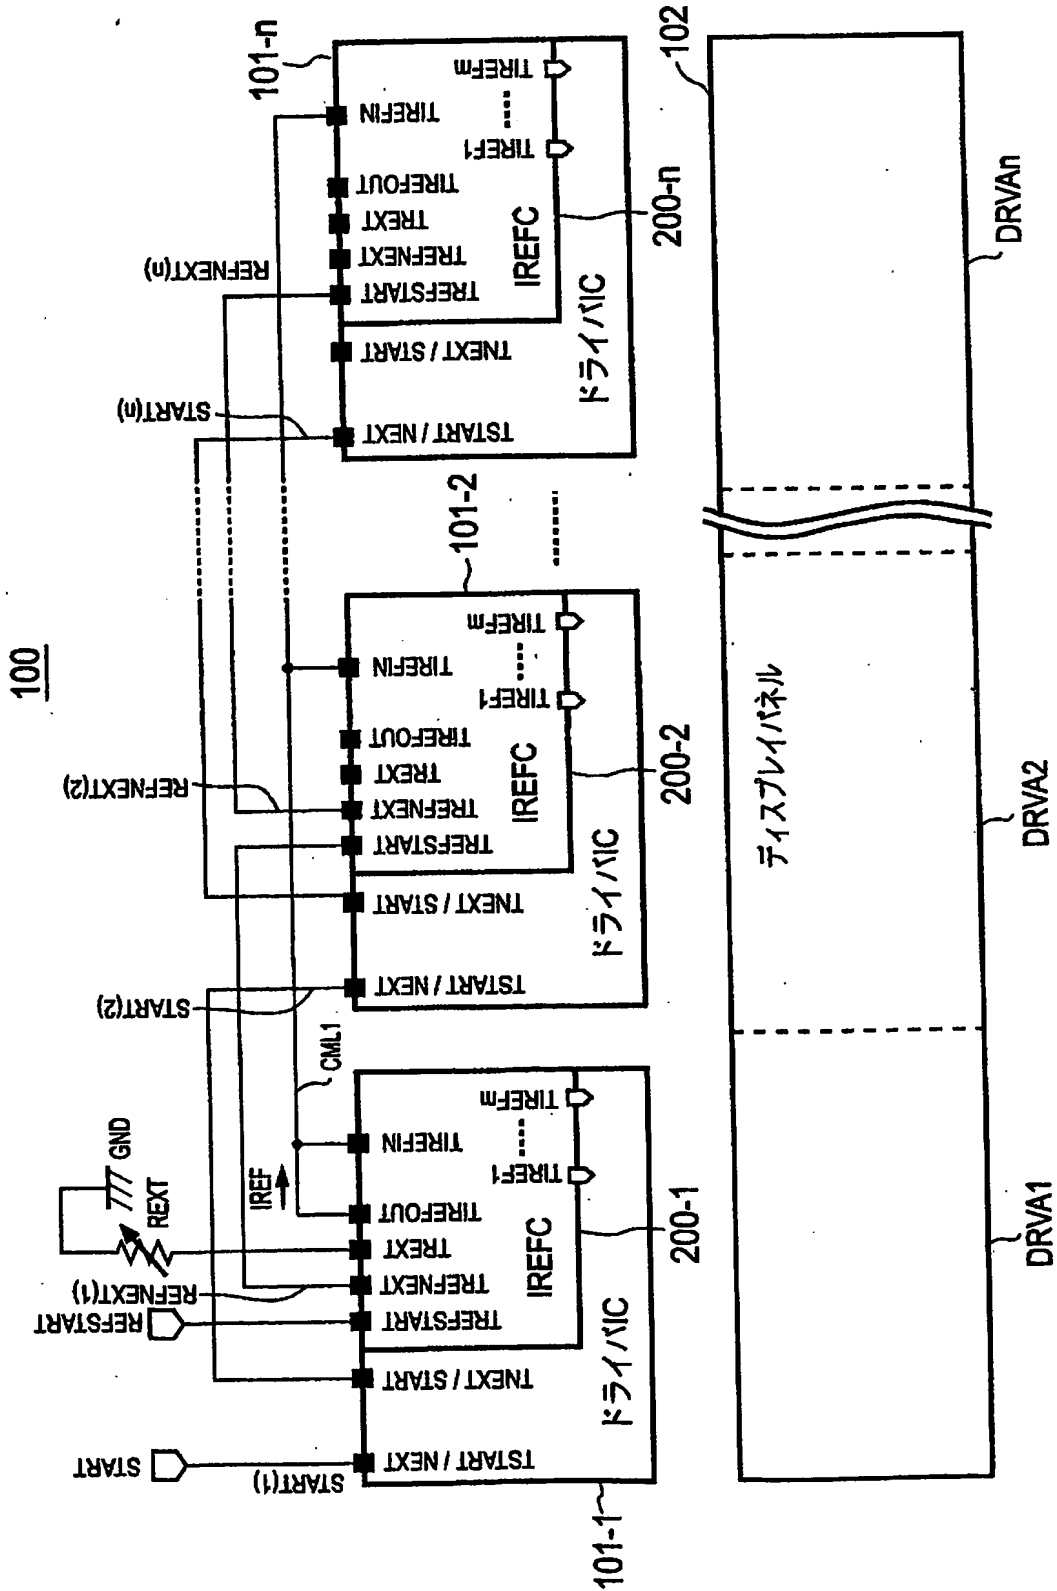 100
START
START(1)
REFSTART
REFNEXT(1)
REXT
GND
IREF
CML1
START(2)
REFNEXT(2)
START(n)
REFNEXT(n)
101-1
TSTART / NEXT
TNEXT / START
TREFSTART
TREFNEXT
TREXT
TIREFOUT
TIREFIN
IREFC
TIREF1
TIREFm
ドライバIC
200-1
101-2
TSTART / NEXT
TNEXT / START
TREFSTART
TREFNEXT
TREXT
TIREFOUT
TIREFIN
IREFC
TIREF1
TIREFm
ドライバIC
200-2
101-n
TSTART / NEXT
TNEXT / START
TREFSTART
TREFNEXT
TREXT
TIREFOUT
TIREFIN
IREFC
TIREF1
TIREFm
ドライバIC
200-n
102
ディスプレイパネル
DRVA1
DRVA2
DRVAn